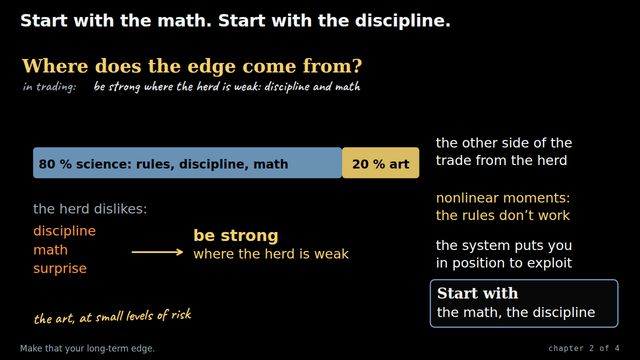 Start with the math. Start with the discipline.
Where does the edge come from?
in trading: be strong where the herd is weak: discipline and math
80 % science: rules, discipline, math
20 % art
the herd dislikes:
discipline
math
surprise
be strong
where the herd is weak
the art, at small levels of risk
the other side of the
trade from the herd
nonlinear moments:
the rules don’t work
the system puts you
in position to exploit
Start with
the math, the discipline
Make that your long-term edge.
chapter 2 of 4